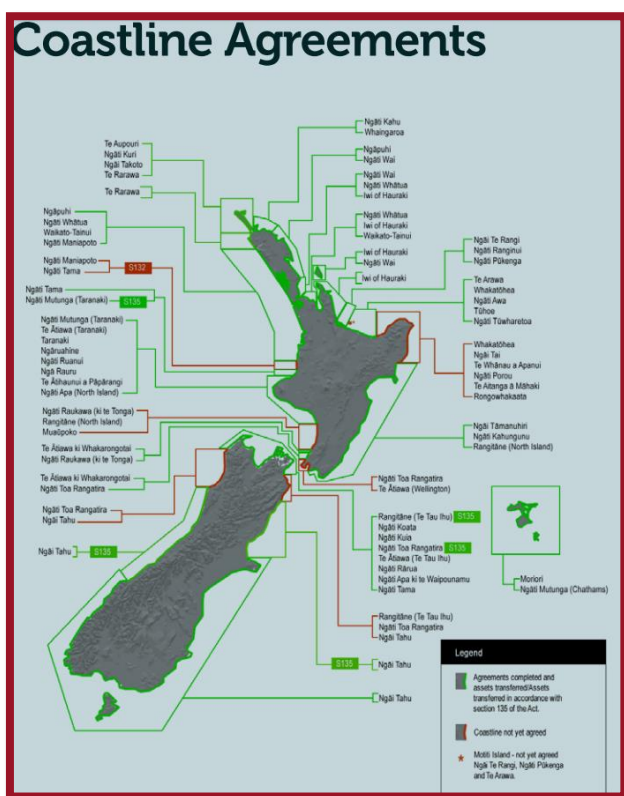 Coastline Agreements
Ngāti Kahu
Whaingaroa
Te Aupouri
Ngāti Kuri
Ngāi Takoto
Te Rarawa
Ngāpuhi
Ngāti Wai
Te Rarawa
Ngāti Wai
Ngāti Whātua
Iwi of Hauraki
Ngāpuhi
Ngāti Whātua
Waikato-Tainui
Ngāti Maniapoto
Ngāti Whātua
Iwi of Hauraki
Waikato-Tainui
Ngāi Te Rangi
Ngāti Ranginui
Ngāti Pūkenga
Iwi of Hauraki
Ngāti Wai
Ngāti Maniapoto
Ngāti Tama
S132
Iwi of Hauraki
Te Arawa
Whakatōhea
Ngāti Awa
Tūhoe
Ngāti Tūwharetoa
Ngāti Tama
Ngāti Mutunga (Taranaki) S135
Ngāti Mutunga (Taranaki)
Te Ātiawa (Taranaki)
Taranaki
Ngāruahine
Ngāti Ruanui
Ngā Rauru
Te Ātihaunui a Pāpārangi
Ngāti Apa (North Island)
Whakatōhea
Ngāi Tai
Te Whānau a Apanui
Ngāti Porou
Te Aitanga ā Māhaki
Rongowhakaata
Ngāti Raukawa (ki te Tonga)
Rangitāne (North Island)
Muaūpoko
Ngāi Tāmanuhiri
Ngāti Kahungunu
Rangitāne (North Island)
Te Ātiawa ki Whakarongotai
Ngāti Raukawa (ki te Tonga)
Te Ātiawa ki Whakarongotai
Ngāti Toa Rangatira
Ngāti Toa Rangatira
Te Ātiawa (Wellington)
Ngāti Toa Rangatira
Ngāi Tahu
Rangitāne (Te Tau Ihu) S135
Ngāti Koata
Ngāti Kuia
Ngāti Toa Rangatira S135
Te Ātiawa (Te Tau Ihu)
Ngāti Rārua
Ngāti Apa ki te Waipounamu
Ngāti Tama
Ngāi Tahu S135
Moriori
Ngāti Mutunga (Chathams)
Rangitāne (Te Tau Ihu)
Ngāti Toa Rangatira
Ngāi Tahu
S135 Ngāi Tahu
Ngāi Tahu
Legend
Agreements completed and
assets transferred/Assets
transferred in accordance with
section 135 of the Act.
Coastline not yet agreed
* Motiti Island - not yet agreed
Ngāi Te Rangi, Ngāti Pūkenga
and Te Arawa.